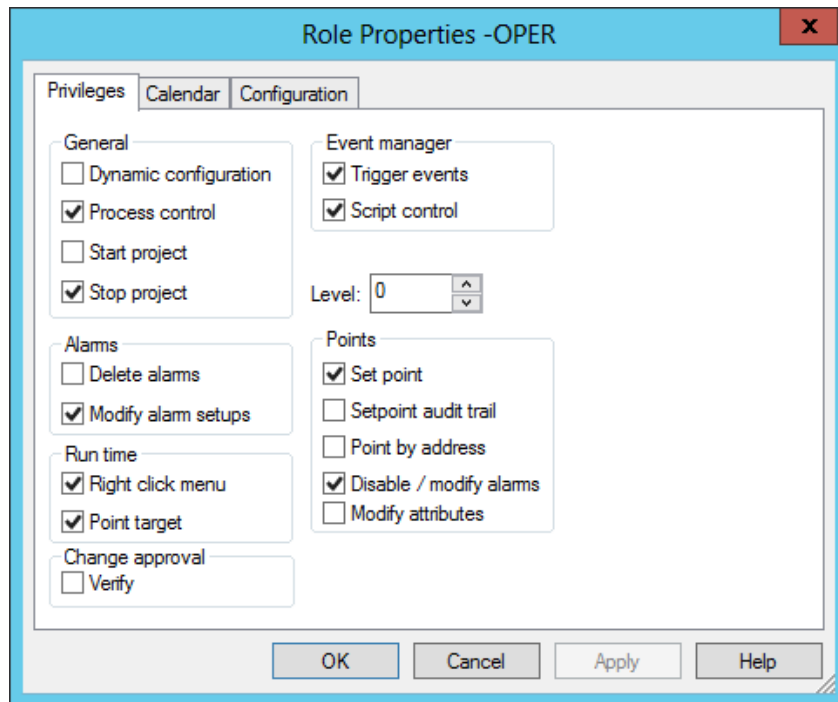 Role Properties -OPER
x
Privileges
Calendar
Configuration
General
Dynamic configuration
Process control
Start project
Stop project
Event manager
Trigger events
Script control
Level: 0
Alarms
Delete alarms
Modify alarm setups
Points
Set point
Setpoint audit trail
Point by address
Disable / modify alarms
Modify attributes
Run time
Right click menu
Point target
Change approval
Verify
OK
Cancel
Apply
Help